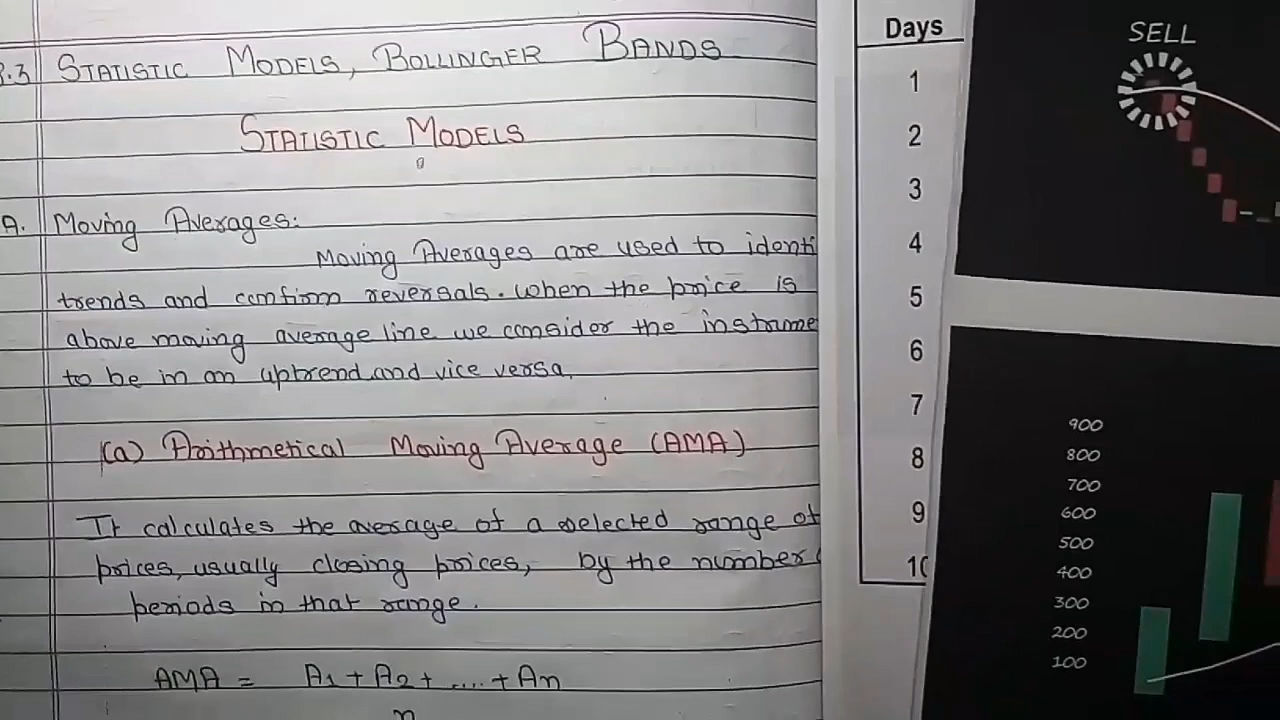 3.3 STATISTIC MODELS, BOLLINGER BANDS
STATISTIC MODELS
A. Moving Averages:
Moving Averages are used to identi
trends and confirm reversals. When the price is
above moving average line we consider the instrume
to be in an uptrend and vice versa.
(a) Arithmetical Moving Average (AMA)
It calculates the average of a selected range of
prices, usually closing prices, by the number
periods in that range.
AMA = A1 + A2 + .... + An
n
Days
1
2
3
4
5
6
7
8
9
10
SELL
900
800
700
600
500
400
300
200
100